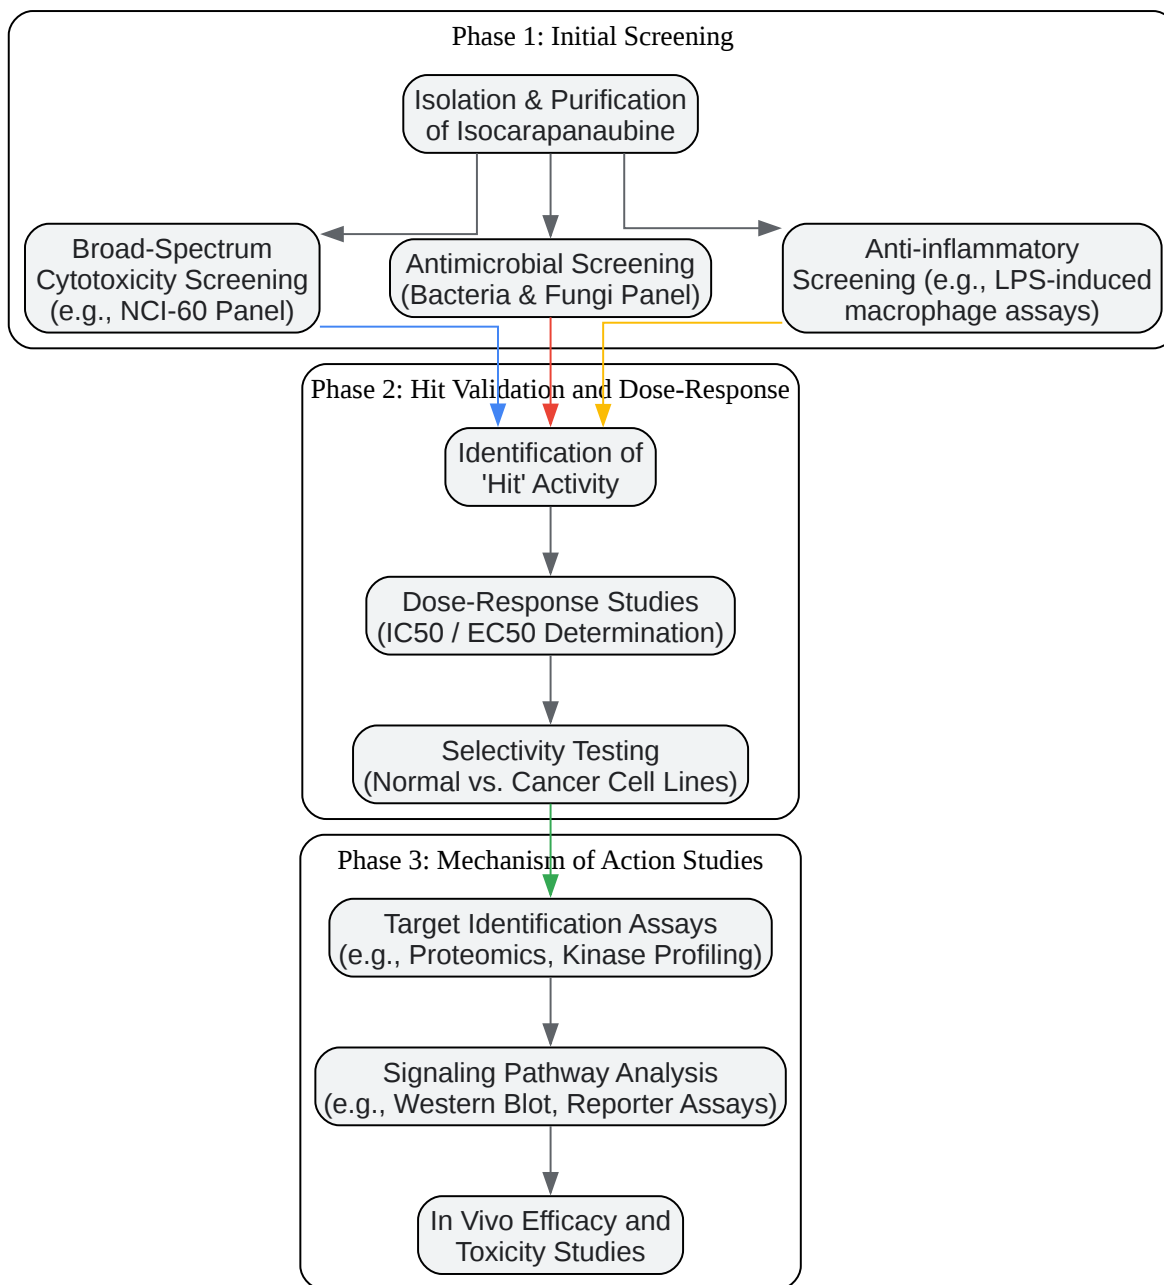 Phase 1: Initial Screening
Isolation & Purification
of Isocarapanaubine
Broad-Spectrum
Cytotoxicity Screening
(e.g., NCI-60 Panel)
Antimicrobial Screening
(Bacteria & Fungi Panel)
Anti-inflammatory
Screening (e.g., LPS-induced
macrophage assays)
Phase 2: Hit Validation and Dose-Response
Identification of
'Hit' Activity
Dose-Response Studies
(IC50 / EC50 Determination)
Selectivity Testing
(Normal vs. Cancer Cell Lines)
Phase 3: Mechanism of Action Studies
Target Identification Assays
(e.g., Proteomics, Kinase Profiling)
Signaling Pathway Analysis
(e.g., Western Blot, Reporter Assays)
In Vivo Efficacy and
Toxicity Studies